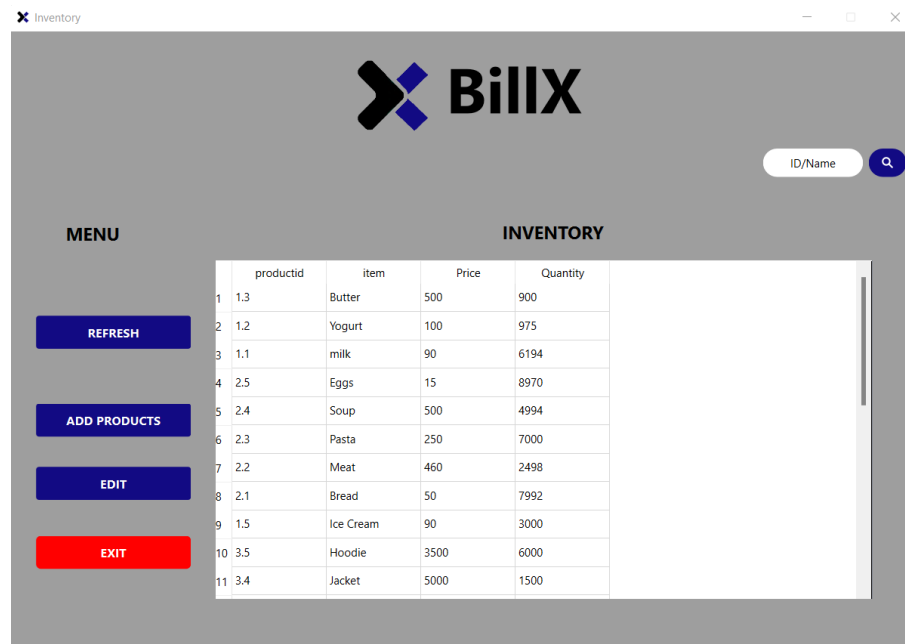 Inventory
BillX
ID/Name
MENU
INVENTORY
productid item Price Quantity
1 1.3 Butter 500 900
2 1.2 Yogurt 100 975
3 1.1 milk 90 6194
4 2.5 Eggs 15 8970
5 2.4 Soup 500 4994
6 2.3 Pasta 250 7000
7 2.2 Meat 460 2498
8 2.1 Bread 50 7992
9 1.5 Ice Cream 90 3000
10 3.5 Hoodie 3500 6000
11 3.4 Jacket 5000 1500
REFRESH
ADD PRODUCTS
EDIT
EXIT